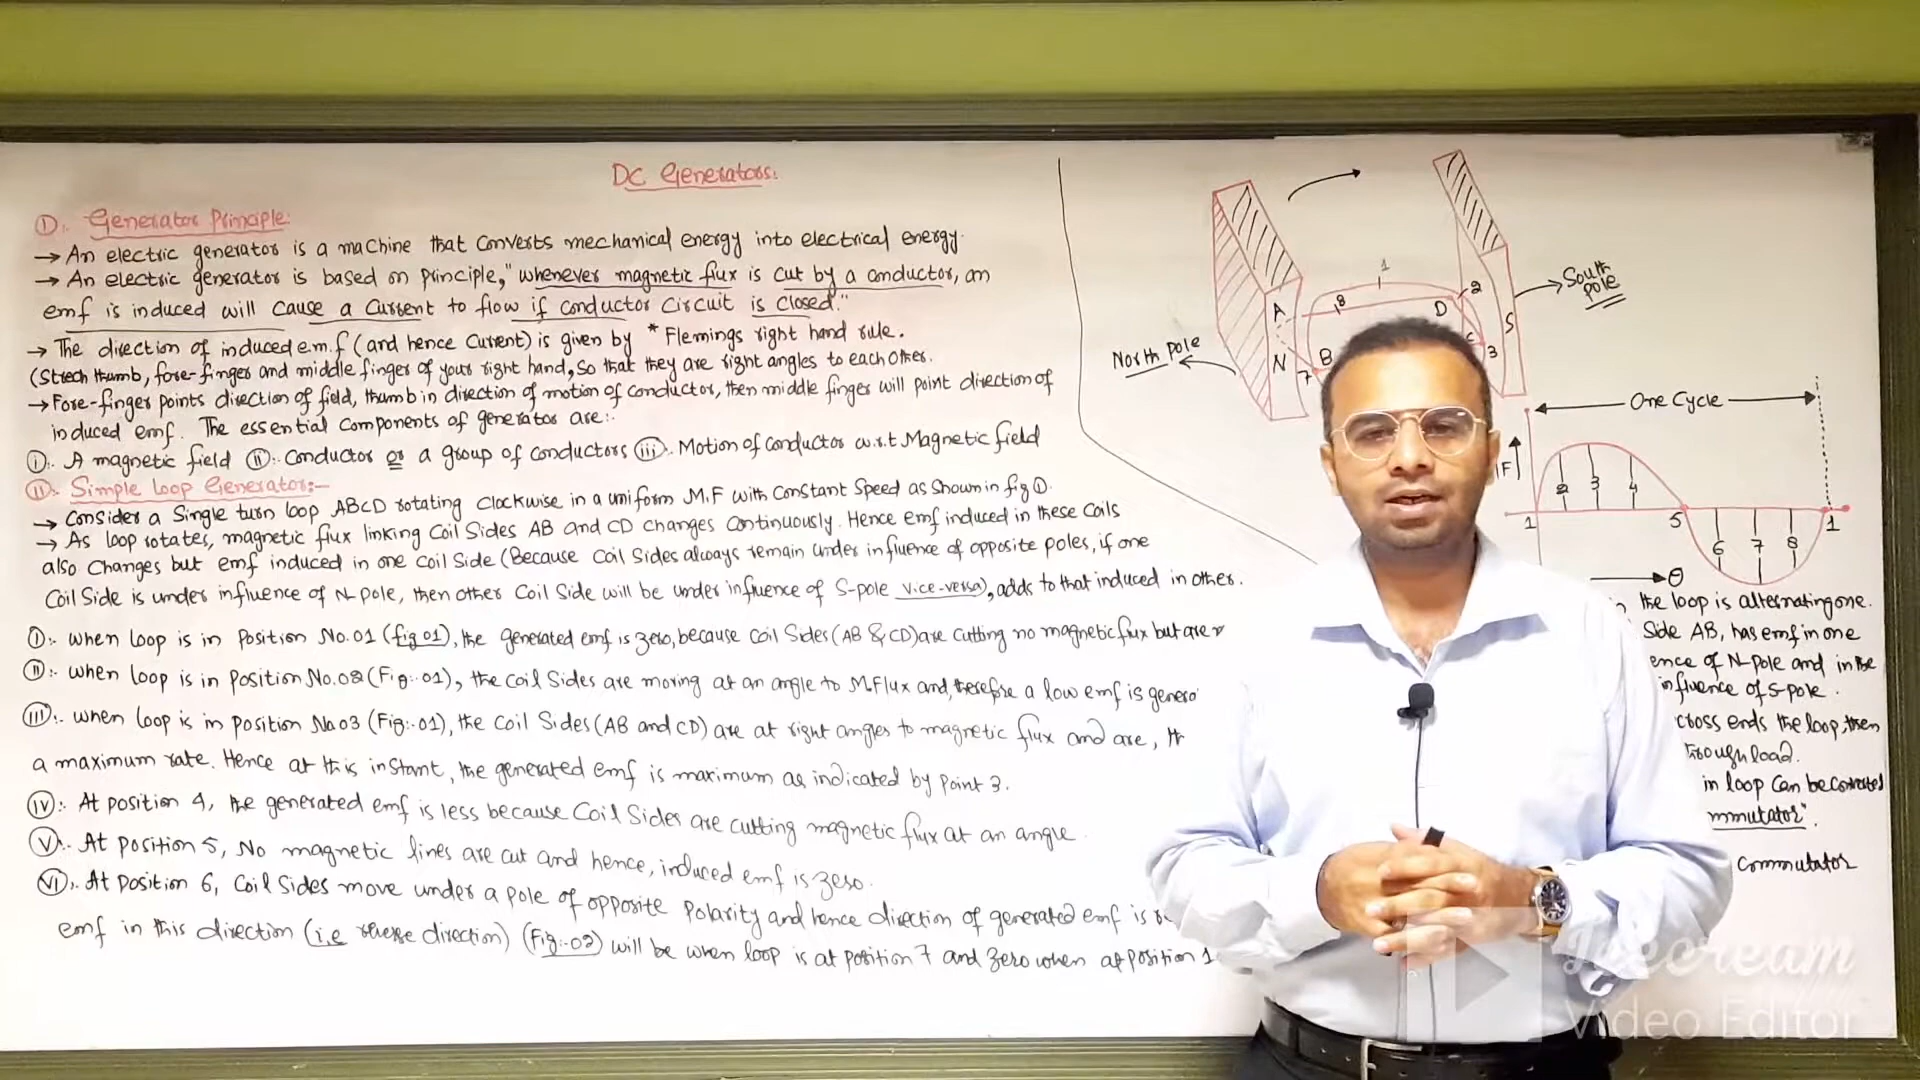 DC Generators:
I). Generator Principle:
→ An electric generator is a machine that converts mechanical energy into electrical energy.
→ An electric generator is based on principle, "whenever magnetic flux is cut by a conductor, an
emf is induced will cause a current to flow if conductor circuit is closed."
→ The direction of induced e.m.f (and hence current) is given by * Flemings right hand rule.
(Strech thumb, fore-finger and middle finger of your right hand, so that they are right angles to each other.
→ Fore-finger points direction of field, thumb in direction of motion of conductor, then middle finger will point direction of
induced emf. The essential components of generator are:.
i). A magnetic field ii). Conductor or a group of conductors iii). Motion of conductor w.r.t Magnetic field
II). Simple loop Generator:-
→ Consider a Single turn loop ABCD rotating clockwise in a uniform M.F with constant speed as shown in fig 1.
→ As loop rotates, magnetic flux linking Coil Sides AB and CD changes continuously. Hence emf induced in these coils
also changes but emf induced in one coil side (Because Coil Sides always remain under influence of opposite poles, if one
Coil Side is under influence of N-pole, then other Coil Side will be under influence of S-pole vice-versa), adds to that induced in other.
I):. when loop is in position No.01 (fig 01), the generated emf is zero, because coil sides (AB & CD) are cutting no magnetic flux but are
II):. when loop is in position No.02 (Fig:.01), the coil sides are moving at an angle to M.Flux and, therefore a low emf is genera
III):. when loop is in position No 03 (Fig:.01), the coil sides (AB and CD) are at right angles to magnetic flux and are,
a maximum rate. Hence at this instant, the generated emf is maximum as indicated by point 3.
IV):. At position 4, the generated emf is less because Coil Sides are cutting magnetic flux at an angle.
V):. At position 5, No magnetic lines are cut and hence, induced emf is zero.
VI):. At position 6, Coil sides move under a pole of opposite polarity and hence direction of generated emf is
emf in this direction (i.e reverse direction) (Fig:-02) will be when loop is at position 7 and zero when at position 1
1
8
2
A
D
S
South
pole
North pole
N
B
7
C
3
One Cycle
F
2
3
4
1
5
1
6
7
8
θ
the loop is alternating one.
Side AB, has emf in one
ence of N-pole and in the
influence of S-pole.
cross ends the loop, then
through load.
in loop can be converted
mmutator".
commutator
Icecream
Video Editor